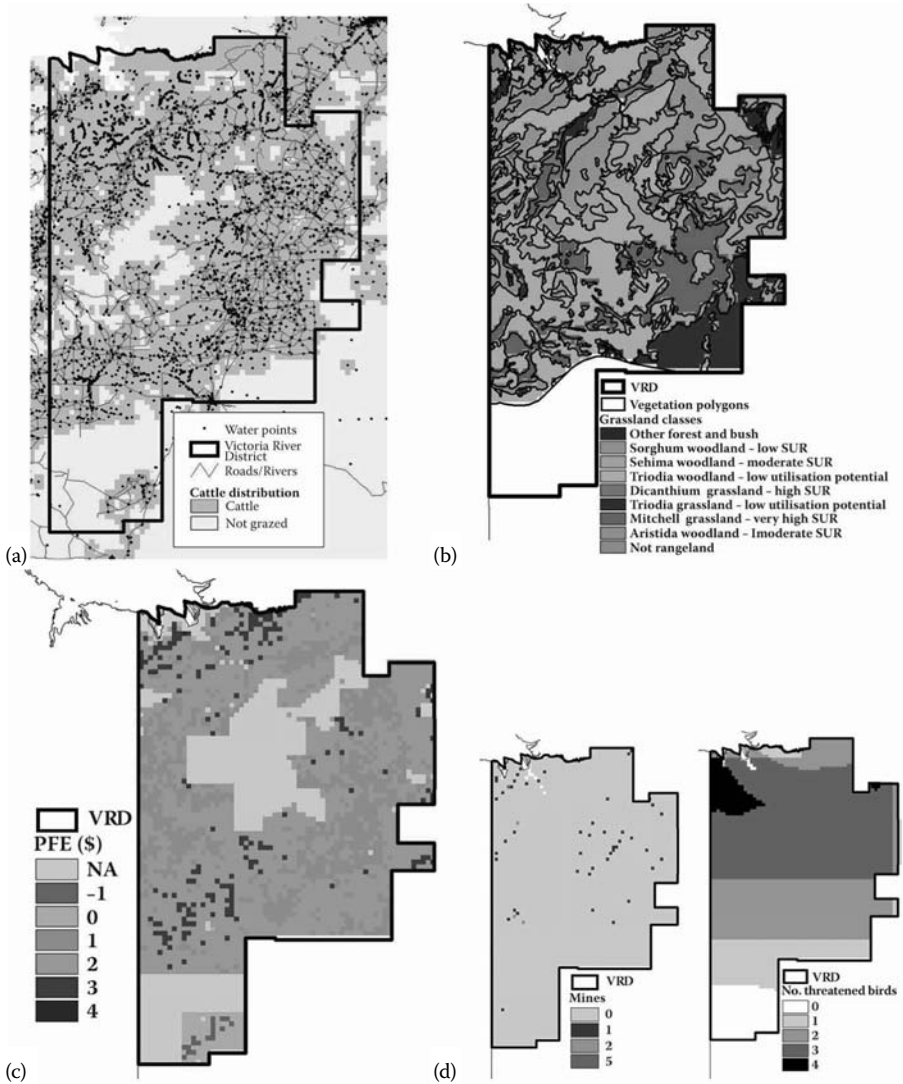 Water points
Victoria River
District
Roads/Rivers
Cattle distribution
Cattle
Not grazed
(a)
VRD
Vegetation polygons
Grassland classes
Other forest and bush
Sorghum woodland – low SUR
Sehima woodland – moderate SUR
Triodia woodland – low utilisation potential
Dicanthium grassland – high SUR
Triodia grassland – low utilisation potential
Mitchell grassland – very high SUR
Aristida woodland – Imoderate SUR
Not rangeland
(b)
VRD
PFE ($)
NA
–1
0
1
2
3
4
(c)
VRD
Mines
0
1
2
5
VRD
No. threatened birds
0
1
2
3
4
(d)